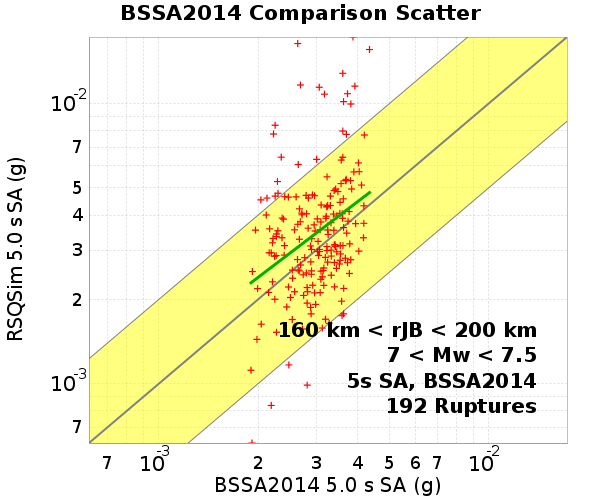 BSSA2014 Comparison Scatter
RSQSim 5.0 s SA (g)
10⁻²
7
5
4
3
2
10⁻³
7
160 km < rJB < 200 km
7 < Mw < 7.5
5s SA, BSSA2014
192 Ruptures
7 10⁻³ 2 3 4 5 6 7 10⁻²
BSSA2014 5.0 s SA (g)